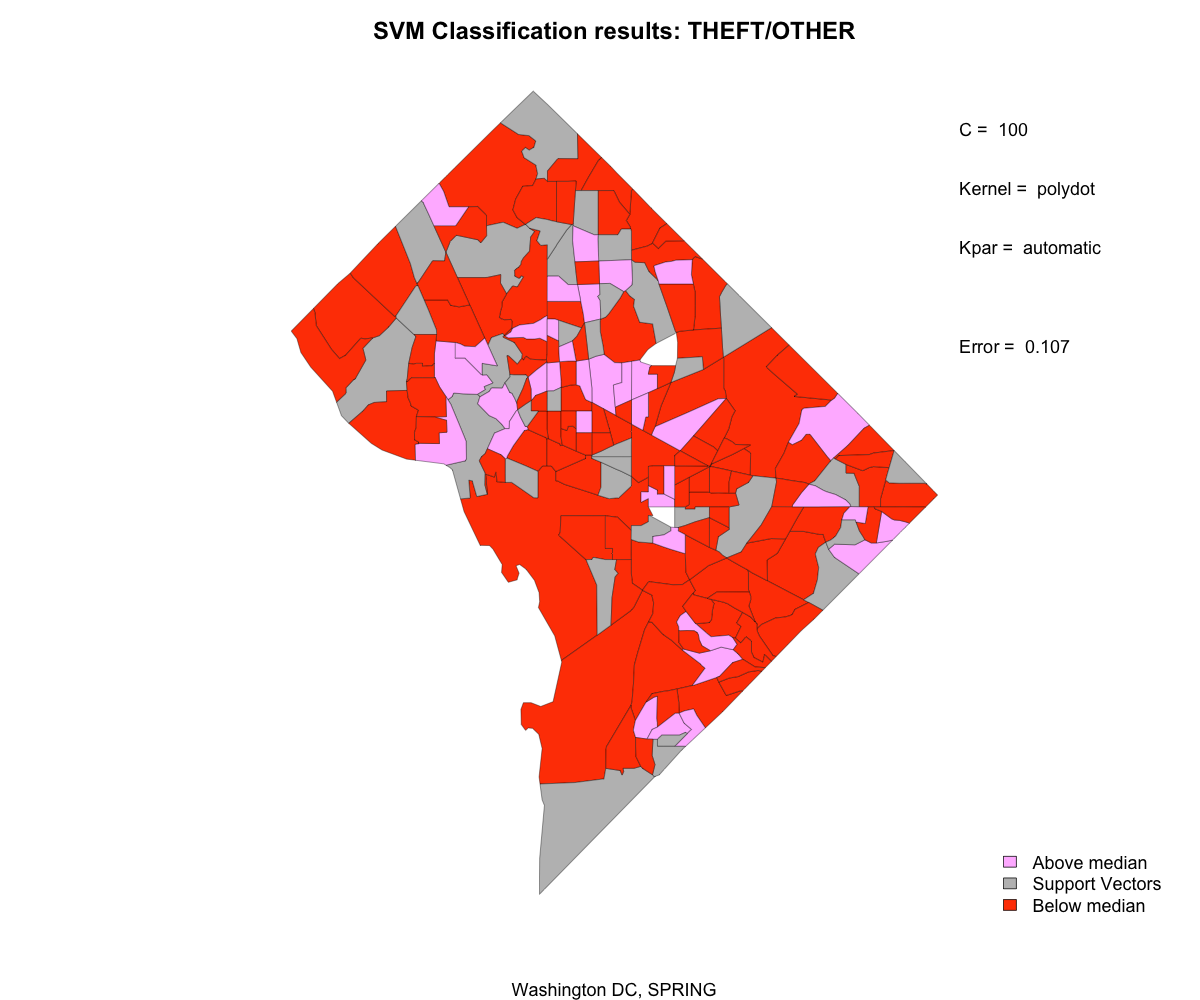 SVM Classification results: THEFT/OTHER
C =  100
Kernel =  polydot
Kpar =  automatic
Error =  0.107
Above median
Support Vectors
Below median
Washington DC, SPRING